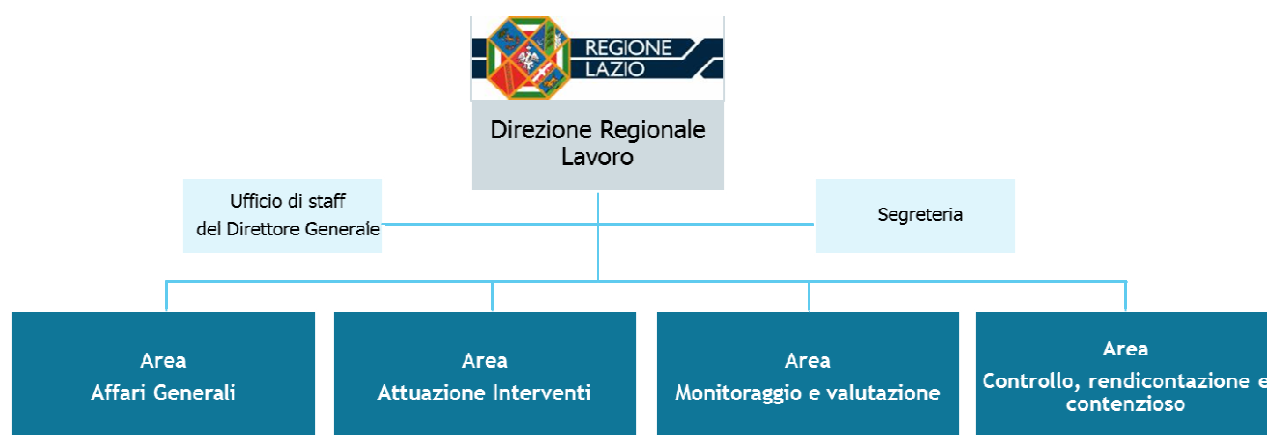 REGIONE
LAZIO
Direzione Regionale
Lavoro
Ufficio di staff
del Direttore Generale
Segreteria
Area
Affari Generali
Area
Attuazione Interventi
Area
Monitoraggio e valutazione
Area
Controllo, rendicontazione e
contenzioso